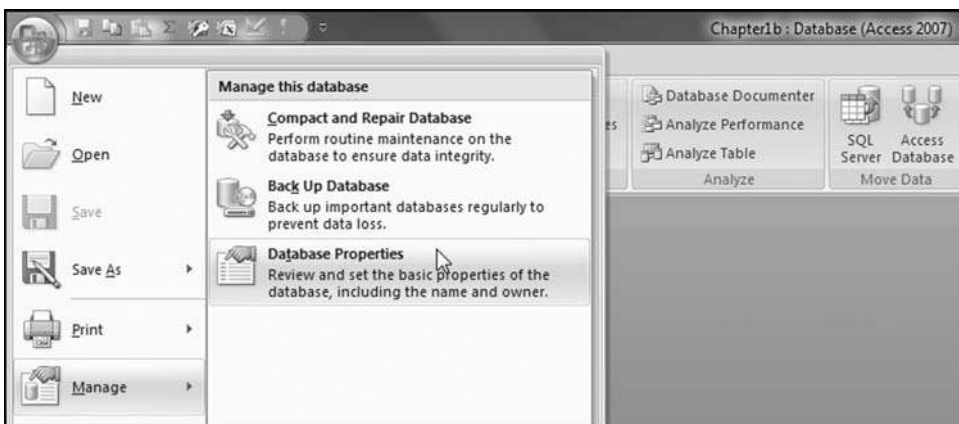 Chapter1b : Database (Access 2007)
New
Open
Save
Save As
Print
Manage
Manage this database
Compact and Repair Database
Perform routine maintenance on the
database to ensure data integrity.
Back Up Database
Back up important databases regularly to
prevent data loss.
Database Properties
Review and set the basic properties of the
database, including the name and owner.
es
Database Documenter
Analyze Performance
Analyze Table
Analyze
SQL
Server
Access
Database
Move Data